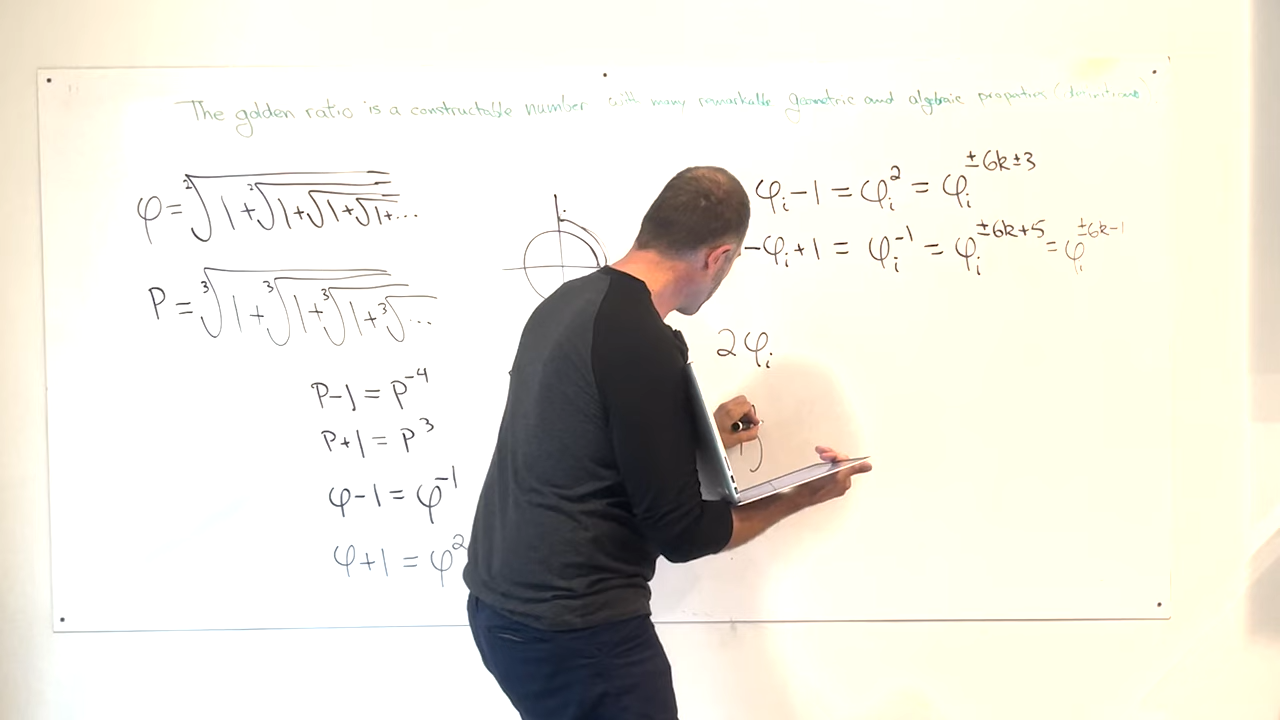 The golden ratio is a constructable number with many remarkable geometric and algebraic properties/definitions
φ = ²√1+²√1+√1+√1+...
P = ³√1+³√1+³√1+³√...
P-1 = P⁻⁴
P+1 = P³
φ-1 = φ⁻¹
φ+1 = φ²
φᵢ-1 = φᵢ² = φᵢ^±6k±3
-φᵢ+1 = φᵢ⁻¹ = φᵢ^±6k+5 = φᵢ^±6k-1
2φᵢ